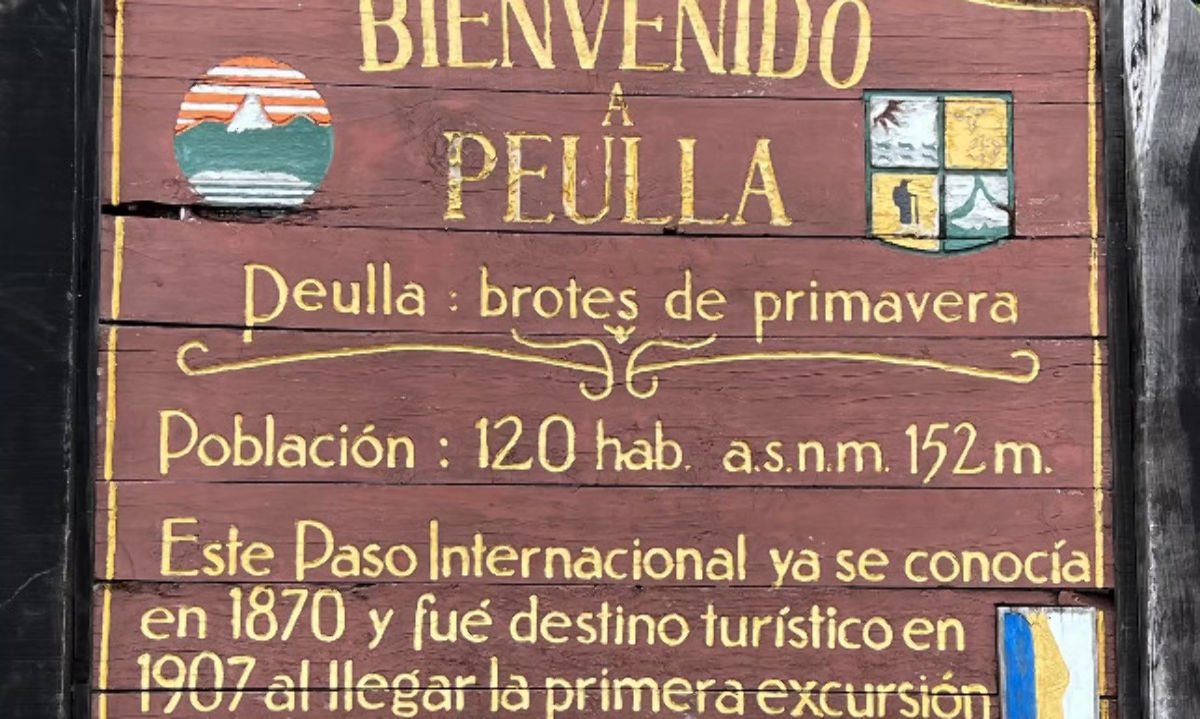 BIENVENIDO
A
PEULLA
Peulla : brotes de primavera
Población : 120 hab. a.s.n.m. 152 m.
Este Paso Internacional ya se conocía
en 1870 y fué destino turístico en
1907 al llegar la primera excursión